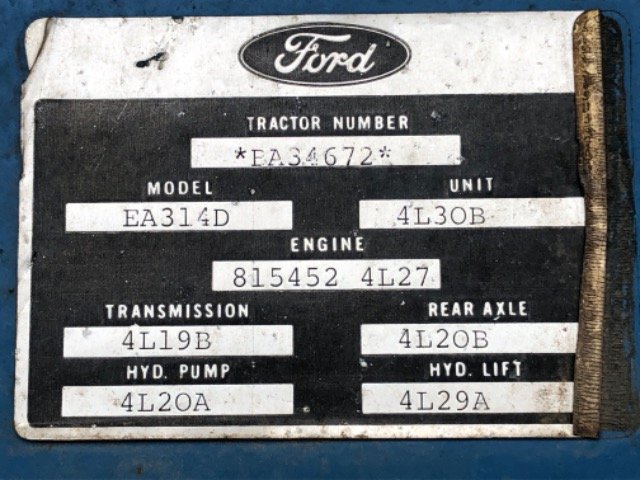 Ford
TRACTOR NUMBER
*BA34672*
MODEL UNIT
EA314D 4L30B
ENGINE
815452 4L27
TRANSMISSION REAR AXLE
4L19B 4L20B
HYD. PUMP HYD. LIFT
4L20A 4L29A